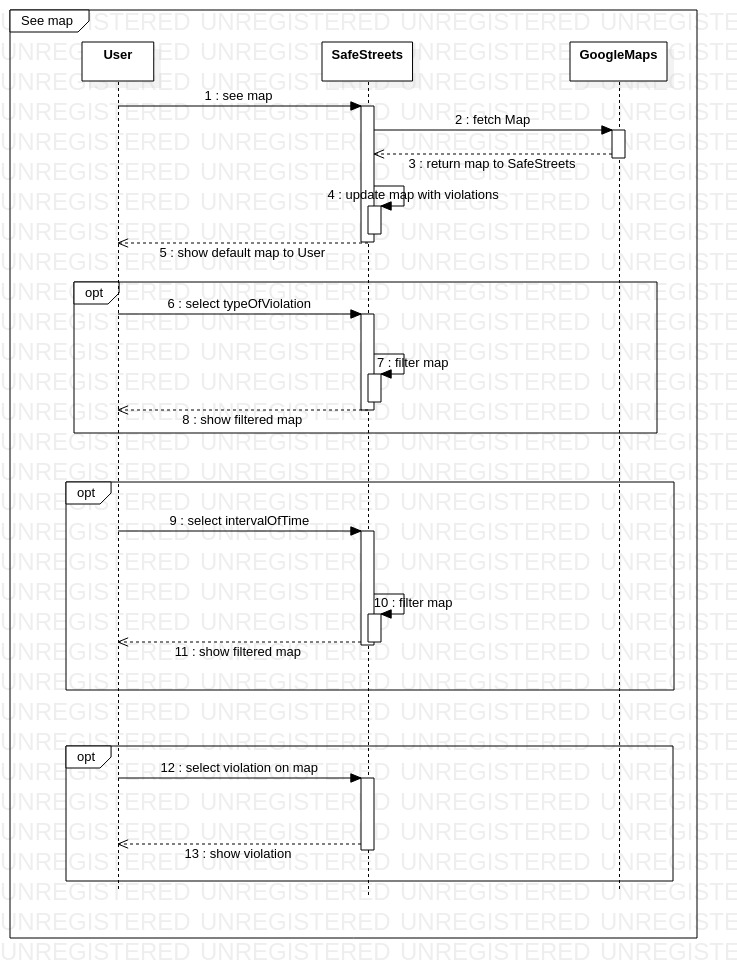 See map
User
SafeStreets
GoogleMaps
1 : see map
2 : fetch Map
3 : return map to SafeStreets
4 : update map with violations
5 : show default map to User
opt
6 : select typeOfViolation
7 : filter map
8 : show filtered map
opt
9 : select intervalOfTime
10 : filter map
11 : show filtered map
opt
12 : select violation on map
13 : show violation
UNREGISTERED UNREGISTERED UNREGISTERED UNREGISTERED